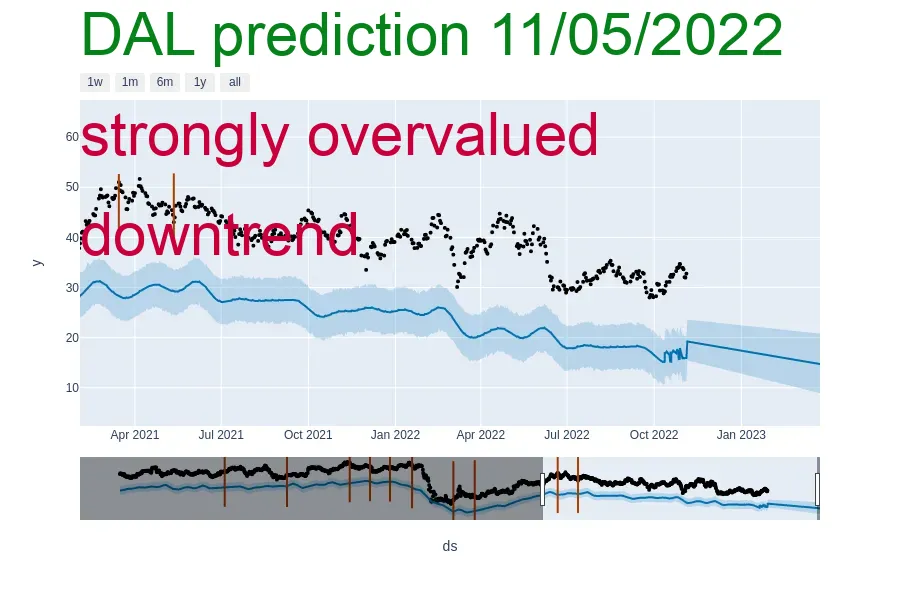 DAL prediction 11/05/2022
1w 1m 6m 1y all
strongly overvalued
downtrend
60
50
40
30
20
10
y
Apr 2021 Jul 2021 Oct 2021 Jan 2022 Apr 2022 Jul 2022 Oct 2022 Jan 2023
ds